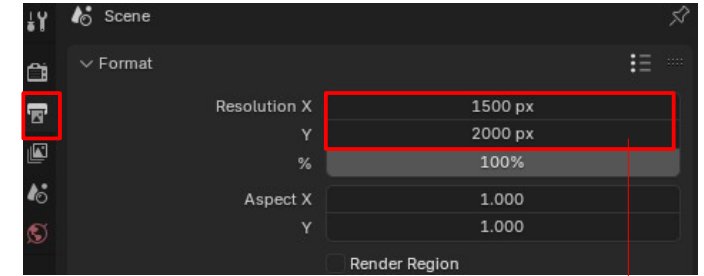 Scene
Format
Resolution X 1500 px
Y 2000 px
% 100%
Aspect X 1.000
Y 1.000
Render Region